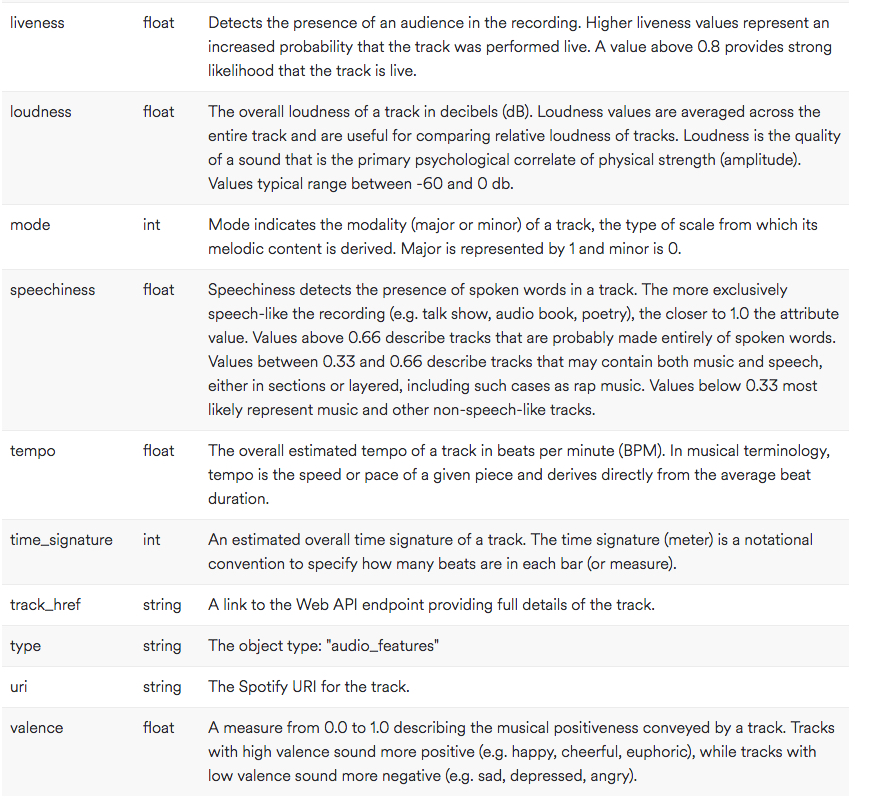 liveness float Detects the presence of an audience in the recording. Higher liveness values represent an
increased probability that the track was performed live. A value above 0.8 provides strong
likelihood that the track is live.
loudness float The overall loudness of a track in decibels (dB). Loudness values are averaged across the
entire track and are useful for comparing relative loudness of tracks. Loudness is the quality
of a sound that is the primary psychological correlate of physical strength (amplitude).
Values typical range between -60 and 0 db.
mode int Mode indicates the modality (major or minor) of a track, the type of scale from which its
melodic content is derived. Major is represented by 1 and minor is 0.
speechiness float Speechiness detects the presence of spoken words in a track. The more exclusively
speech-like the recording (e.g. talk show, audio book, poetry), the closer to 1.0 the attribute
value. Values above 0.66 describe tracks that are probably made entirely of spoken words.
Values between 0.33 and 0.66 describe tracks that may contain both music and speech,
either in sections or layered, including such cases as rap music. Values below 0.33 most
likely represent music and other non-speech-like tracks.
tempo float The overall estimated tempo of a track in beats per minute (BPM). In musical terminology,
tempo is the speed or pace of a given piece and derives directly from the average beat
duration.
time_signature int An estimated overall time signature of a track. The time signature (meter) is a notational
convention to specify how many beats are in each bar (or measure).
track_href string A link to the Web API endpoint providing full details of the track.
type string The object type: "audio_features"
uri string The Spotify URI for the track.
valence float A measure from 0.0 to 1.0 describing the musical positiveness conveyed by a track. Tracks
with high valence sound more positive (e.g. happy, cheerful, euphoric), while tracks with
low valence sound more negative (e.g. sad, depressed, angry).